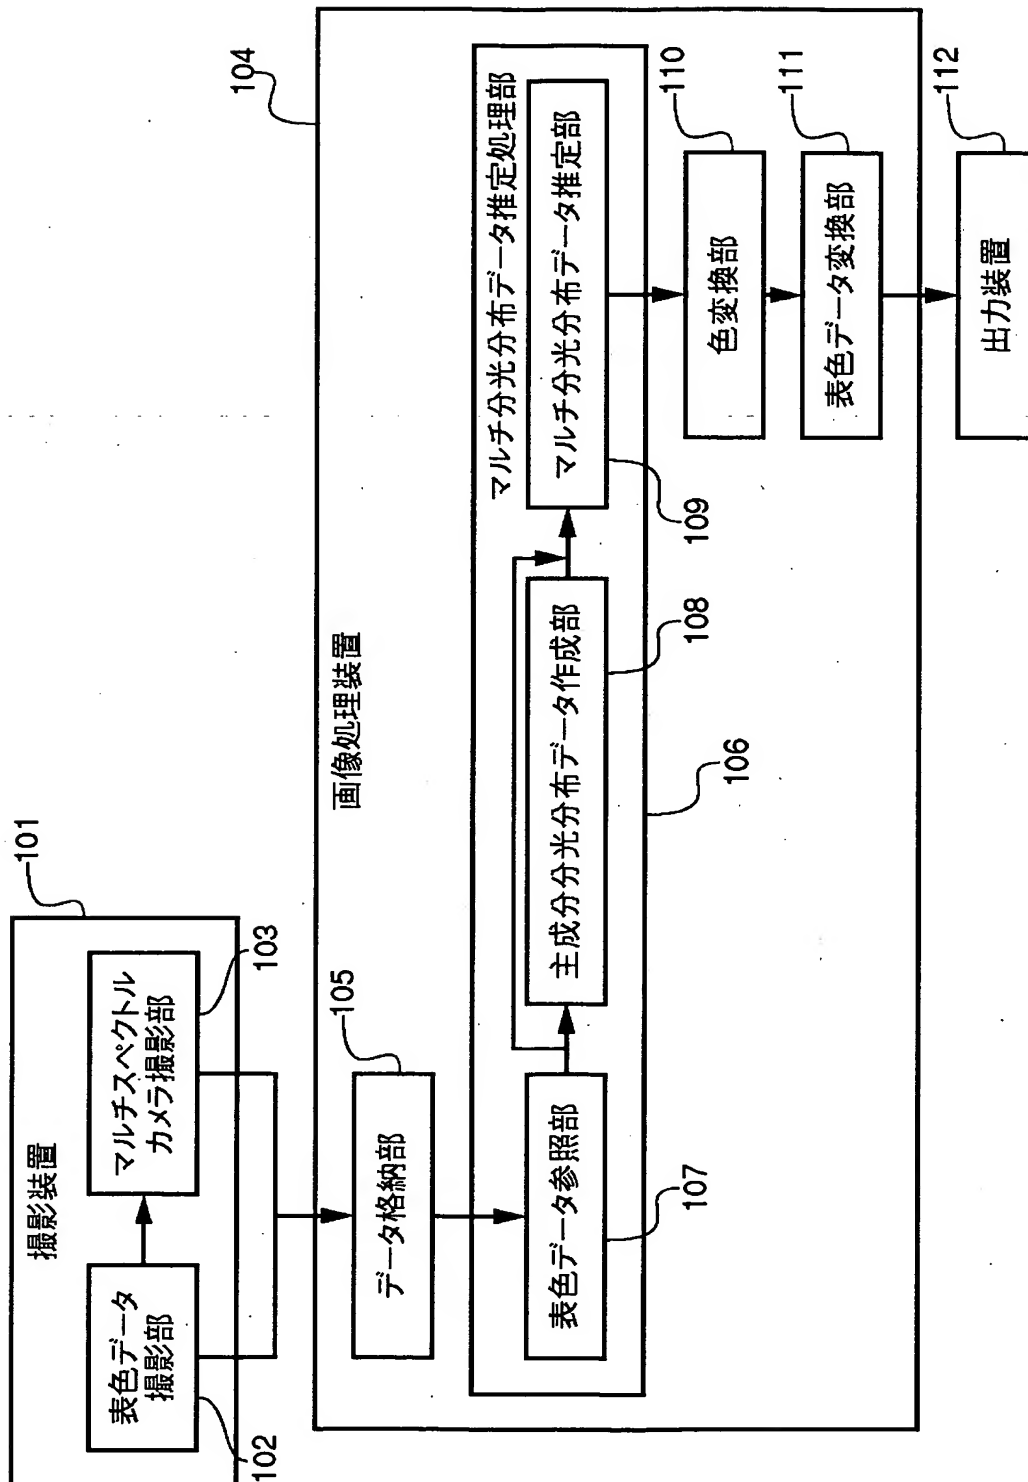 101
撮影装置
表色データ
撮影部
102
マルチスペクトル
カメラ撮影部
103
104
画像処理装置
データ格納部
105
マルチ分光分布データ推定処理部
106
表色データ参照部
107
主成分分光分布データ作成部
108
マルチ分光分布データ推定部
109
色変換部
110
表色データ変換部
111
出力装置
112